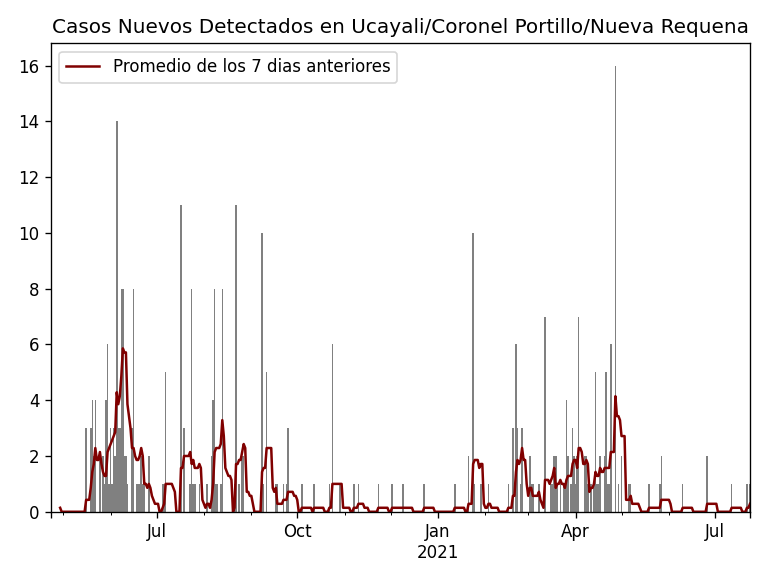 Casos Nuevos Detectados en Ucayali/Coronel Portillo/Nueva Requena
Promedio de los 7 dias anteriores
16
14
12
10
8
6
4
2
0
Jul
Oct
Jan
2021
Apr
Jul